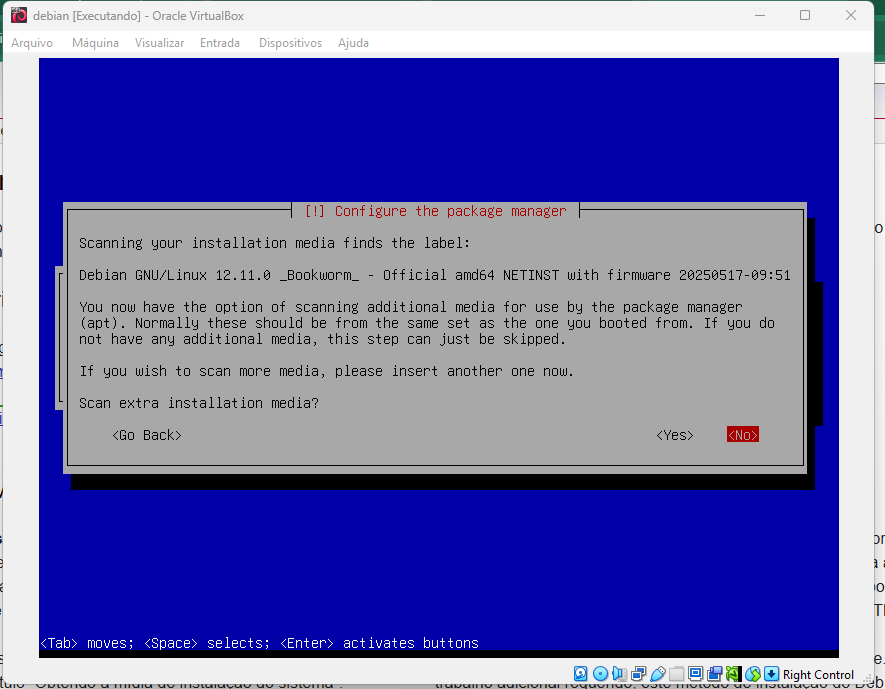 debian [Executando] - Oracle VirtualBox
Arquivo Máquina Visualizar Entrada Dispositivos Ajuda
[!] Configure the package manager
Scanning your installation media finds the label:
Debian GNU/Linux 12.11.0 _Bookworm_ - Official amd64 NETINST with firmware 20250517-09:51
You now have the option of scanning additional media for use by the package manager
(apt). Normally these should be from the same set as the one you booted from. If you do
not have any additional media, this step can just be skipped.
If you wish to scan more media, please insert another one now.
Scan extra installation media?
<Go Back> <Yes> <No>
<Tab> moves; <Space> selects; <Enter> activates buttons
Right Control